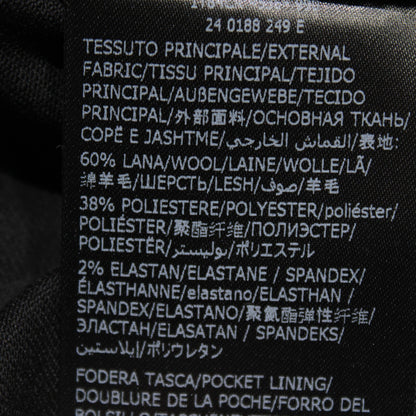 24 0188 249 E
TESSUTO PRINCIPALE/EXTERNAL
FABRIC/TISSU PRINCIPAL/TEJIDO
PRINCIPAL/AUßENGEWEBE/TECIDO
PRINCIPAL/外部面料/ОСНОВНАЯ ТКАНЬ/
COPË E JASHTME/القماش الخارجي/表地:
60% LANA/WOOL/LAINE/WOLLE/LÃ/
绵羊毛/ШЕРСТЬ/LESH/صوف/羊毛
38% POLIESTERE/POLYESTER/poliéster/
POLIÉSTER/聚酯纤维/ПОЛИЭСТЕР/
POLIESTËR/بوليستر/ポリエステル
2% ELASTAN/ELASTANE / SPANDEX/
ÉLASTHANNE/elastano/ELASTHAN /
SPANDEX/ELASTANO/聚氨酯弹性纤维/
ЭЛАСТАН/ELASATAN / SPANDEKS/
إيلاستين/ポリウレタン
FODERA TASCA/POCKET LINING/
DOUBLURE DE LA POCHE/FORRO DEL